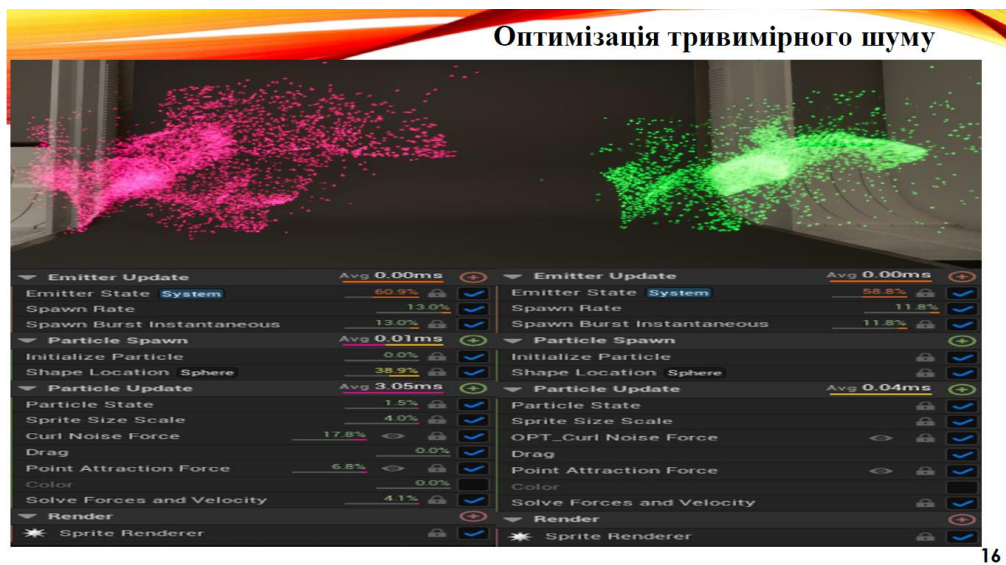 Оптимізація тривимірного шуму
Emitter Update Avg 0.00ms
Emitter State System 60.9%
Spawn Rate 13.0%
Spawn Burst Instantaneous 13.0%
Particle Spawn Avg 0.01ms
Initialize Particle 0.0%
Shape Location Sphere 38.9%
Particle Update Avg 3.05ms
Particle State 1.5%
Sprite Size Scale 4.0%
Curl Noise Force 17.8%
Drag 0.0%
Point Attraction Force 6.8%
Color 0.0%
Solve Forces and Velocity 4.1%
Render
Sprite Renderer
Emitter Update Avg 0.00ms
Emitter State System 58.8%
Spawn Rate 11.8%
Spawn Burst Instantaneous 11.8%
Particle Spawn
Initialize Particle
Shape Location Sphere
Particle Update Avg 0.04ms
Particle State
Sprite Size Scale
OPT_Curl Noise Force
Drag
Point Attraction Force
Color
Solve Forces and Velocity
Render
Sprite Renderer
16